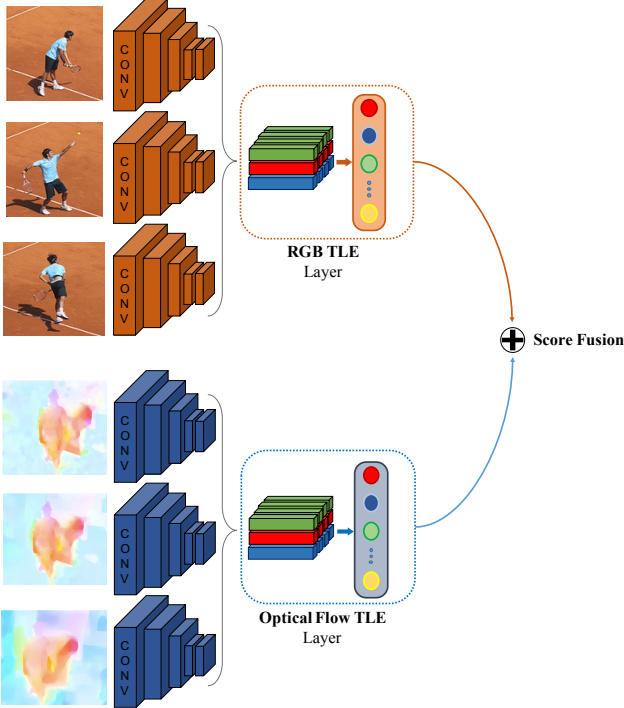 CONV
CONV
CONV
RGB TLE
Layer
Score Fusion
CONV
CONV
CONV
Optical Flow TLE
Layer